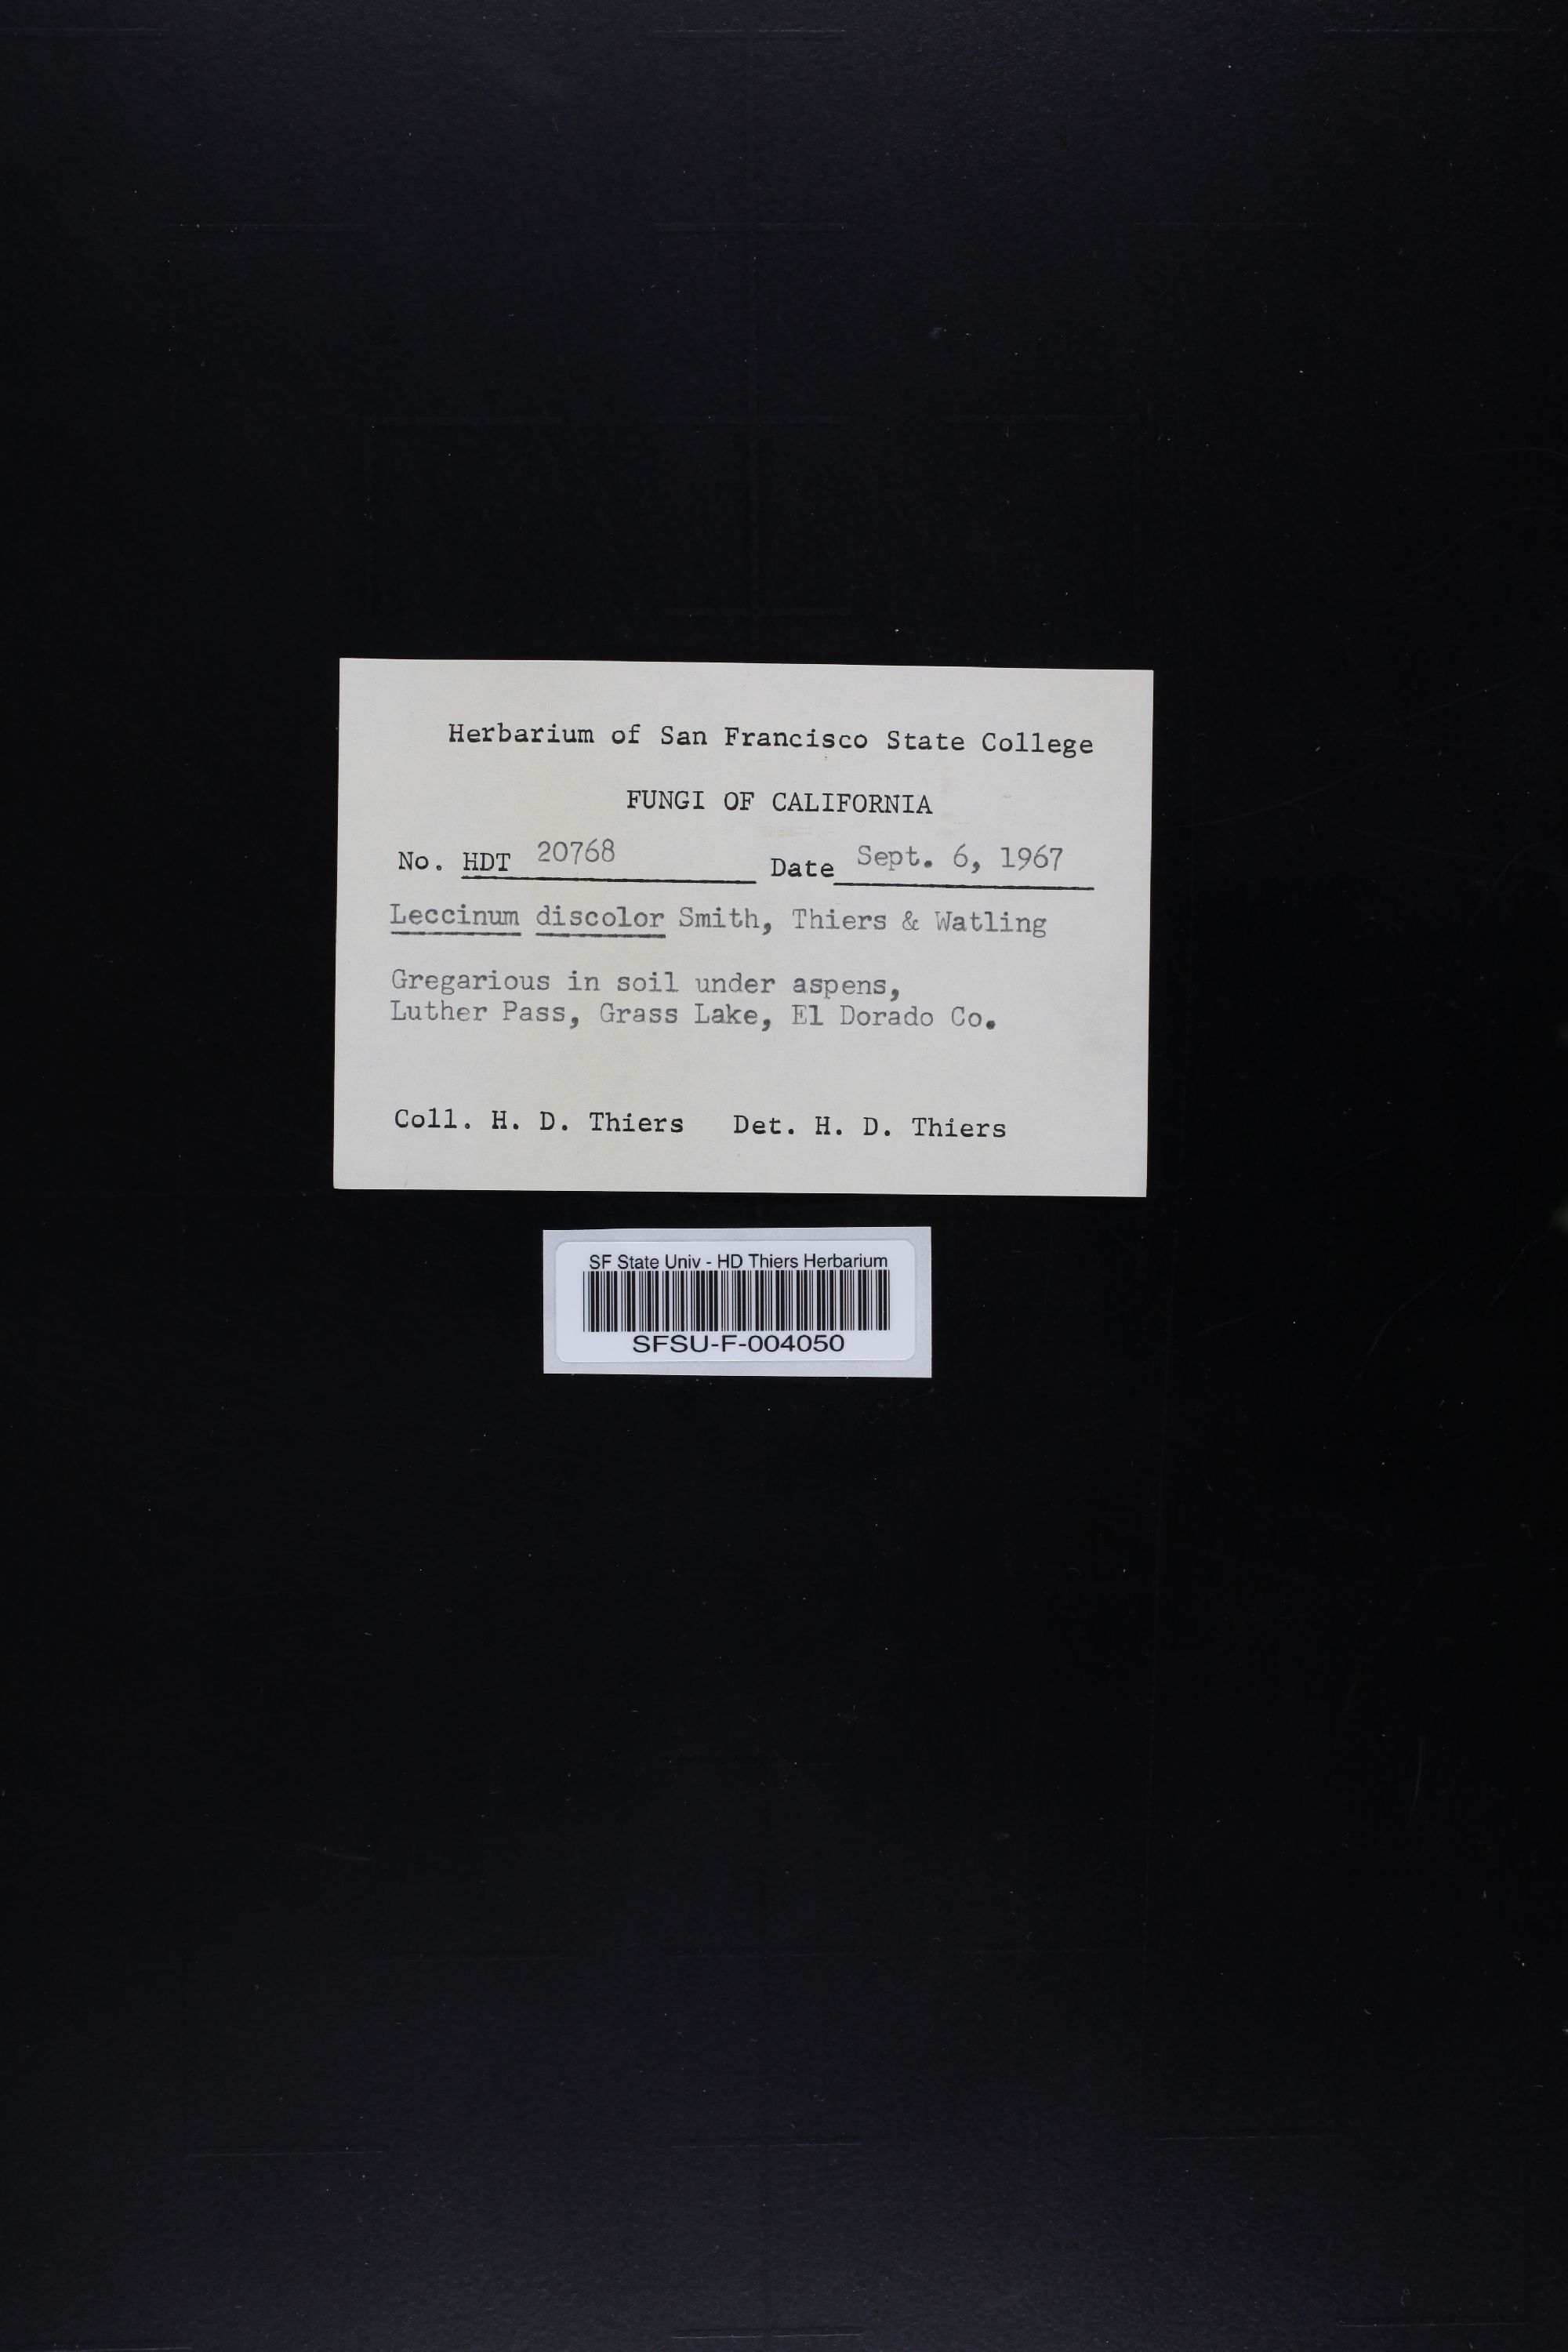 Herbarium of San Francisco State College
FUNGI OF CALIFORNIA
No. HDT 20768 Date Sept. 6, 1967
Leccinum discolor Smith, Thiers & Watling
Gregarious in soil under aspens,
Luther Pass, Grass Lake, El Dorado Co.
Coll. H. D. Thiers Det. H. D. Thiers
SF State Univ - HD Thiers Herbarium
SFSU-F-004050